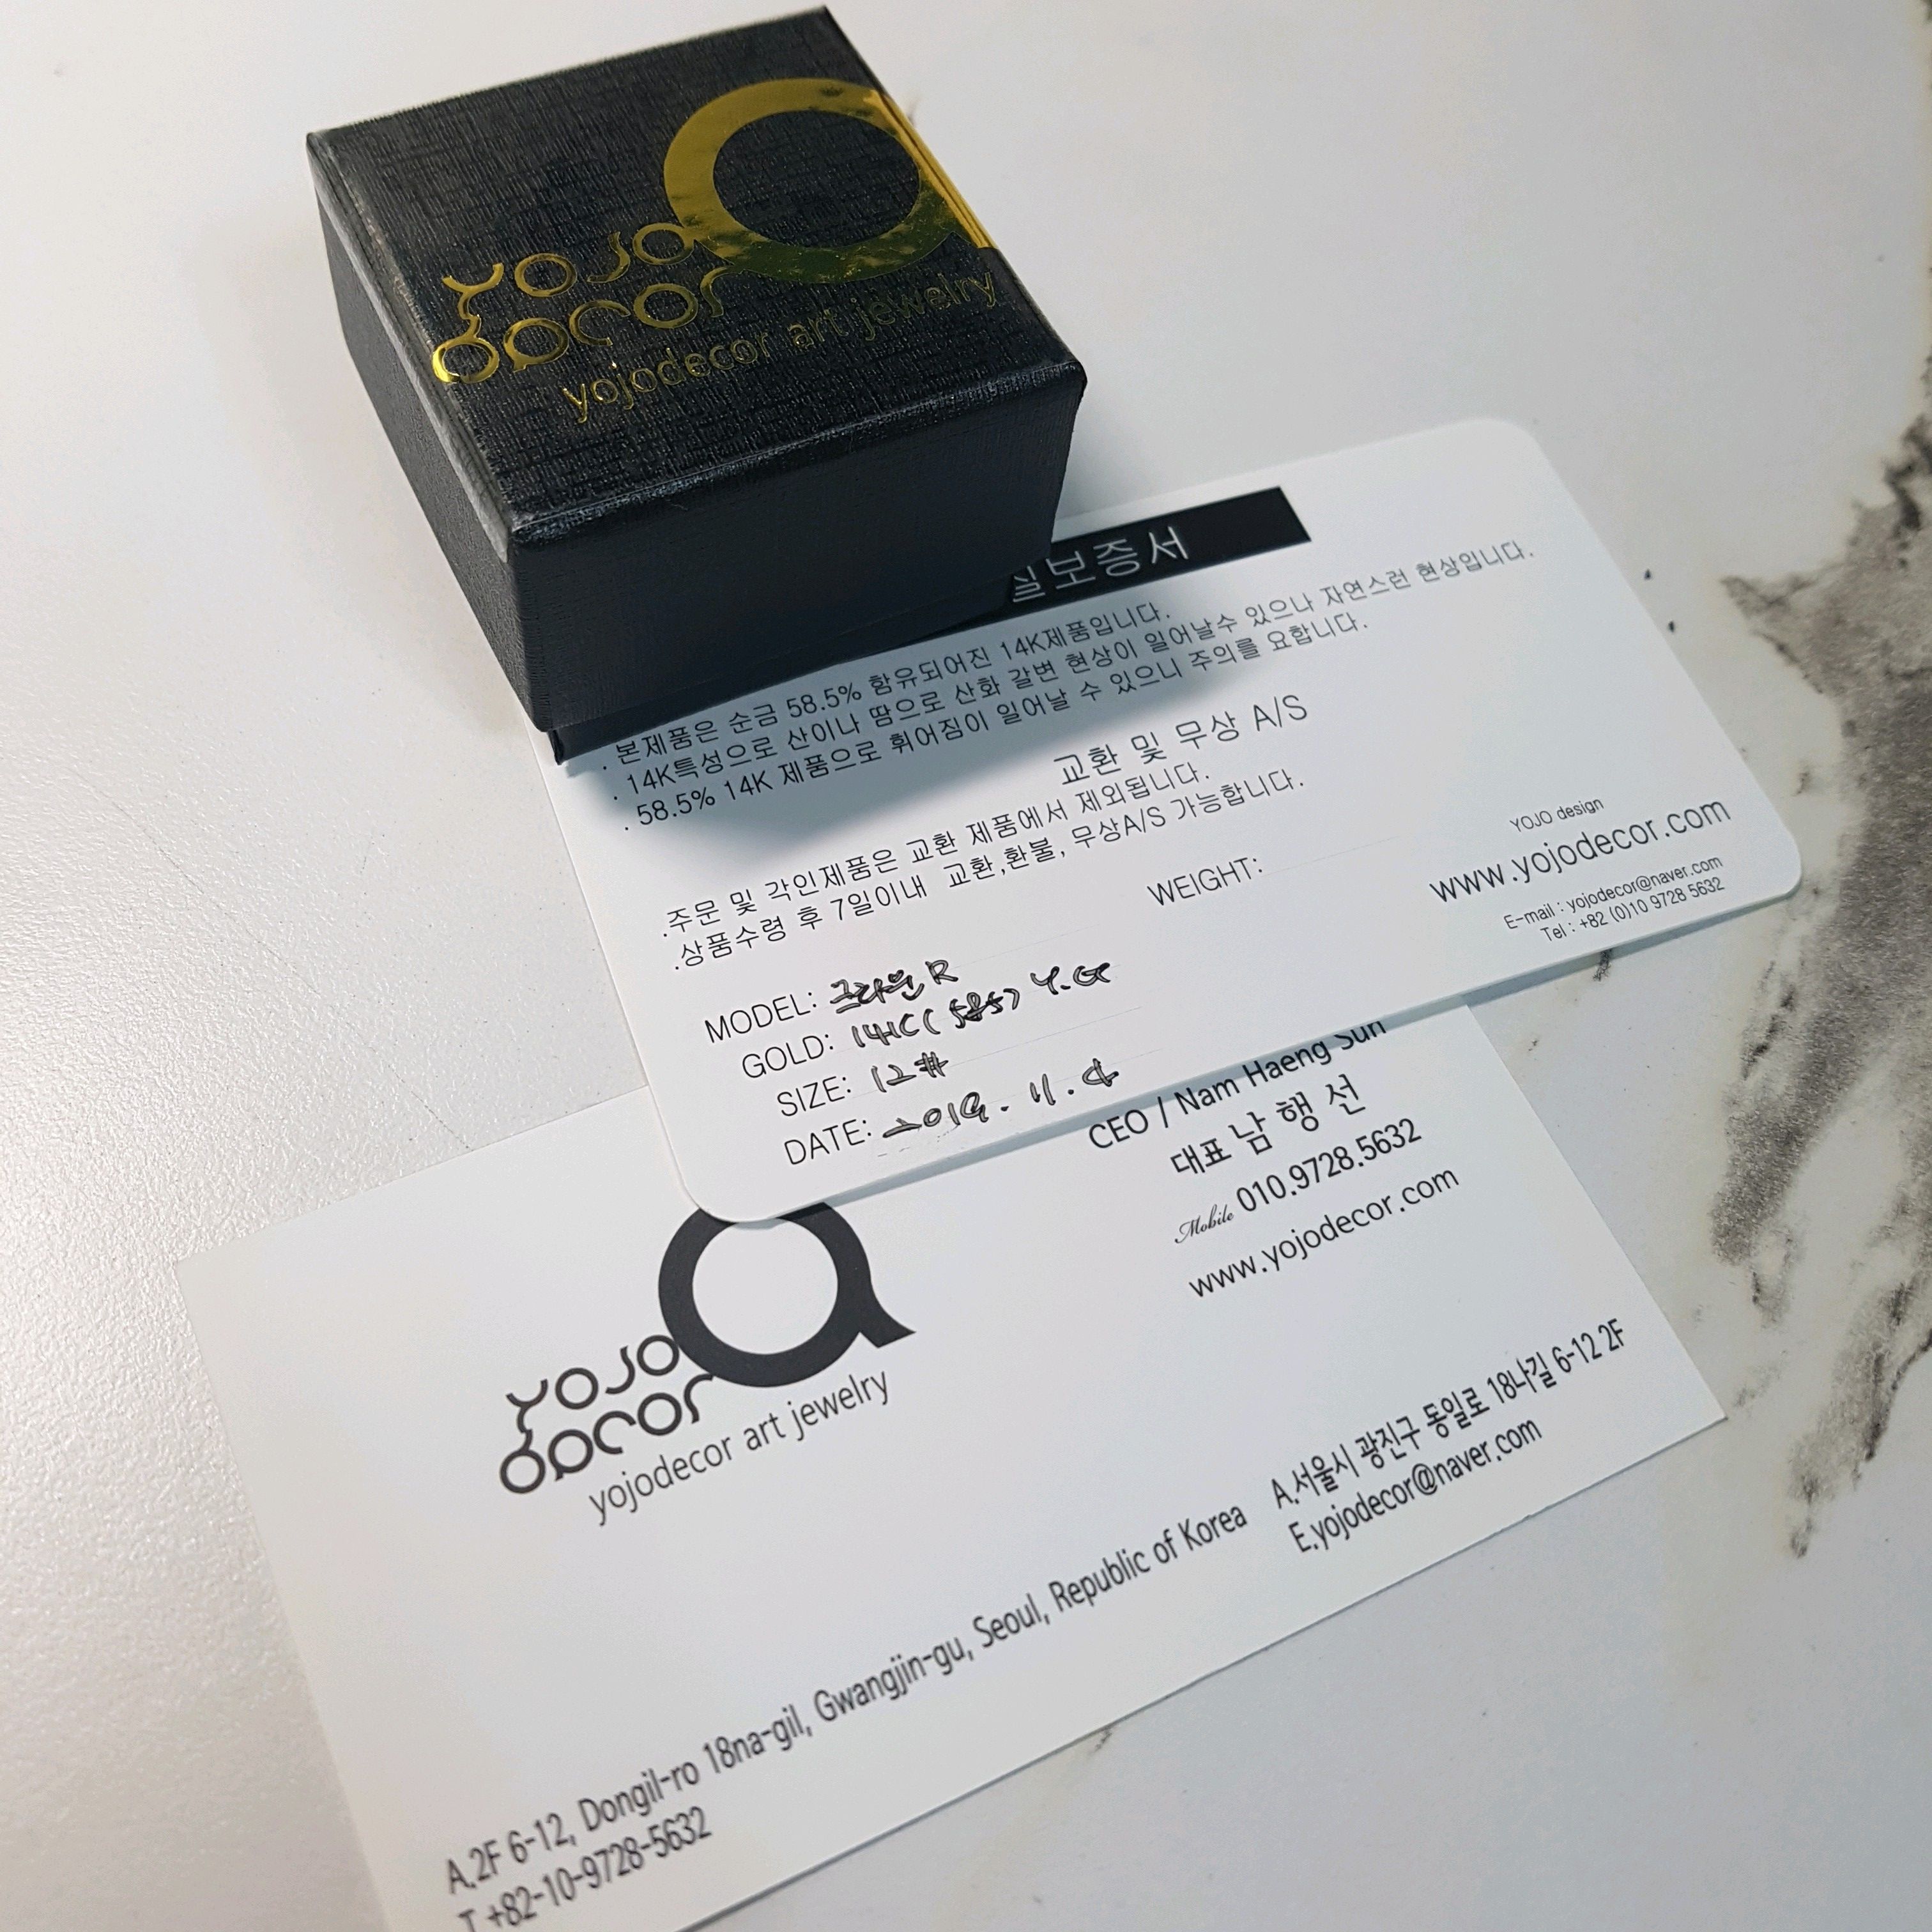 YOJO
DECOR a
yojodecor art jewelry
질보증서
. 본제품은 순금 58.5% 함유되어진 14K제품입니다.
. 14K특성으로 산이나 땀으로 산화 갈변 현상이 일어날수 있으나 자연스런 현상입니다.
. 58.5% 14K 제품으로 휘어짐이 일어날 수 있으니 주의를 요합니다.
교환 및 무상 A/S
.주문 및 각인제품은 교환 제품에서 제외됩니다.
.상품수령 후 7일이내 교환,환불, 무상A/S 가능합니다.
MODEL: 크라운 R
WEIGHT:
GOLD: 14K(585) Y.G
SIZE: 12#
DATE: 2019. 11. 4
YOJO design
www.yojodecor.com
E-mail : yojodecor@naver.com
Tel : +82 (0)10 9728 5632
CEO / Nam Haeng Sun
대표 남 행 선
Mobile 010.9728.5632
www.yojodecor.com
YOJO
DECOR a
yojodecor art jewelry
A.서울시 광진구 동일로 18나길 6-12 2F
E.yojodecor@naver.com
A.2F 6-12, Dongil-ro 18na-gil, Gwangjin-gu, Seoul, Republic of Korea
T.+82-10-9728-5632